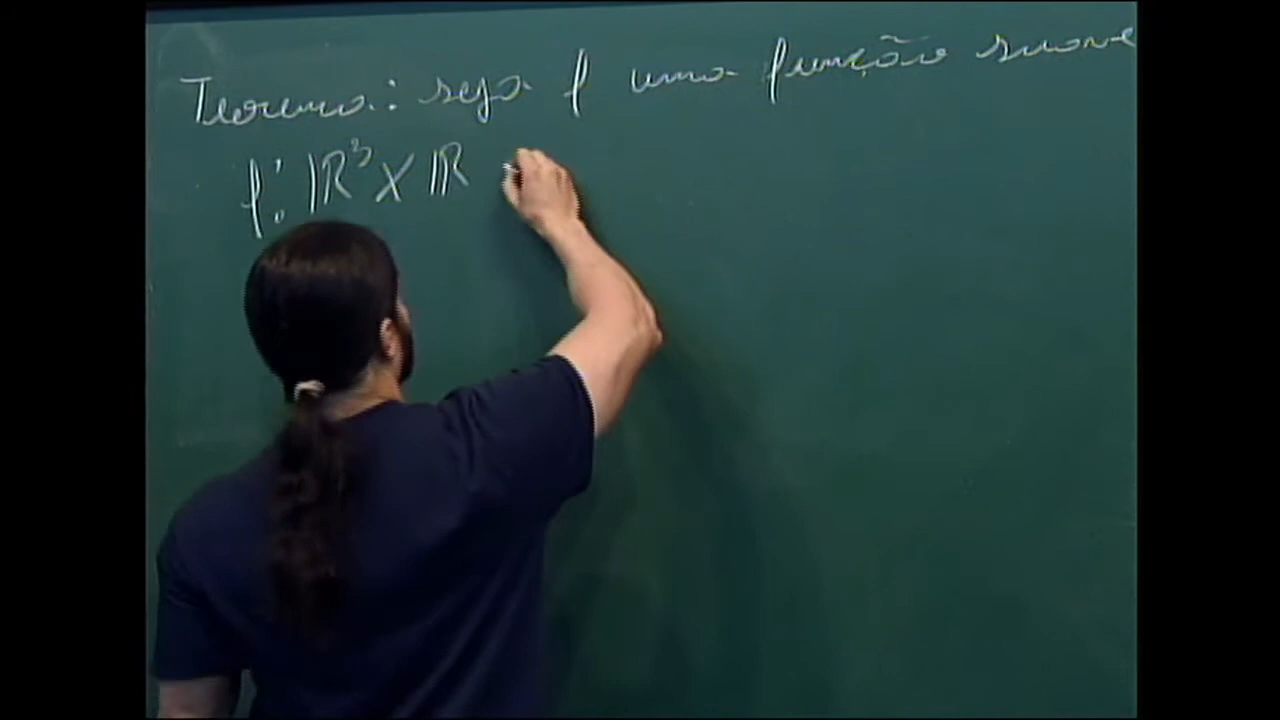 Teorema: seja f uma função suave
f: ℝ³ × ℝ